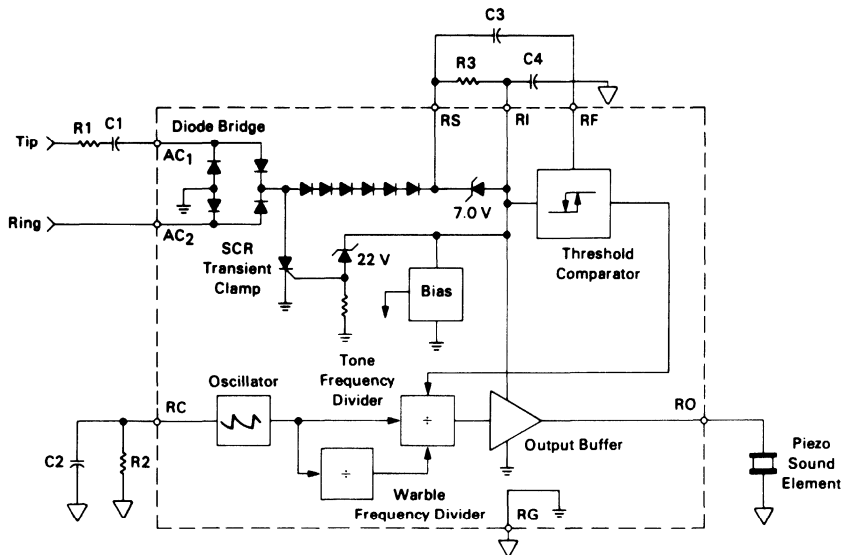 C3
R3
C4
RS
RI
RF
R1
C1
Diode Bridge
Tip
AC1
Ring
AC2
7.0 V
SCR
Transient
Clamp
22 V
Bias
Threshold
Comparator
Tone
Frequency
Divider
Oscillator
RC
RO
÷
Output Buffer
C2
R2
÷
Warble
Frequency Divider
Piezo
Sound
Element
RG